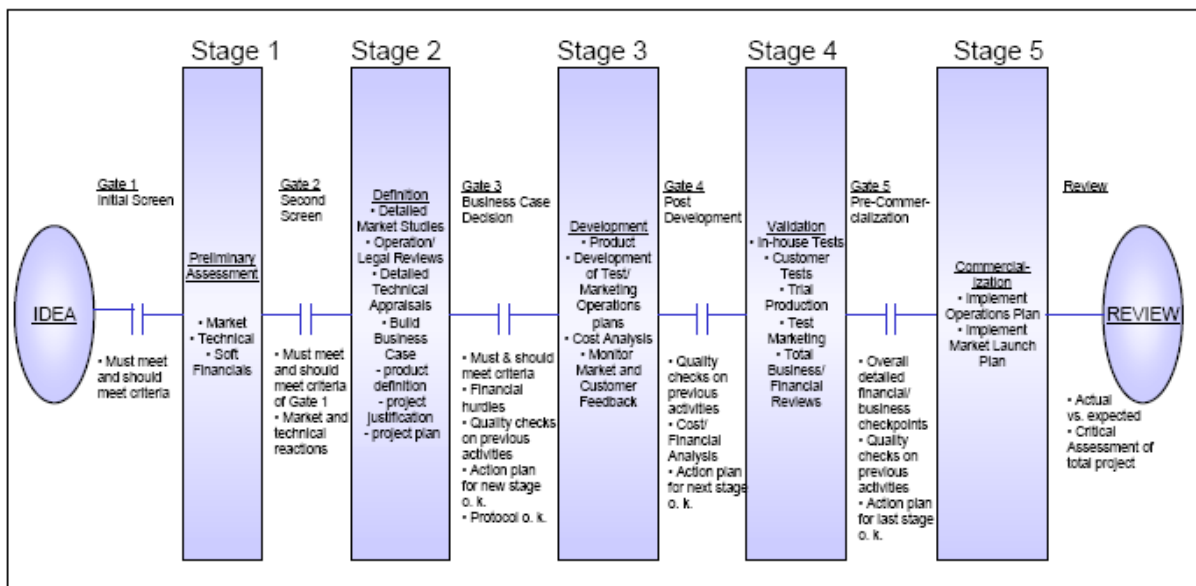 Stage 1
Stage 2
Stage 3
Stage 4
Stage 5
IDEA
Gate 1
Initial Screen
• Must meet
and should
meet criteria
Preliminary
Assessment
• Market
• Technical
• Soft
Financials
Gate 2
Second
Screen
• Must meet
and should
meet criteria
of Gate 1
• Market and
technical
reactions
Definition
• Detailed
Market Studies
• Operation/
Legal Reviews
• Detailed
Technical
Appraisals
• Build
Business
Case
- product
definition
- project
justification
- project plan
Gate 3
Business Case
Decision
• Must & should
meet criteria
• Financial
hurdles
• Quality checks
on previous
activities
• Action plan
for new stage
o. k.
• Protocol o. k.
Development
• Product
• Development
of Test/
Marketing
Operations
plans
• Cost Analysis
• Monitor
Market and
Customer
Feedback
Gate 4
Post
Development
• Quality
checks on
previous
activities
• Cost/
Financial
Analysis
• Action plan
for next stage
o. k.
Validation
• In-house Tests
• Customer
Tests
• Trial
Production
• Test
Marketing
• Total
Business/
Financial
Reviews
Gate 5
Pre-Commer-
cialization
• Overall
detailed
financial/
business
checkpoints
• Quality
checks on
previous
activities
• Action plan
for last stage
o. k.
Commercial-
ization
• Implement
Operations Plan
• Implement
Market Launch
Plan
Review
REVIEW
• Actual
vs. expected
• Critical
Assessment of
total project